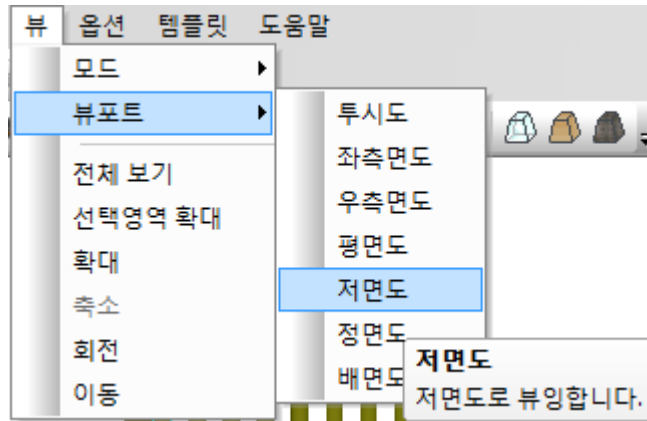 뷰 옵션 템플릿 도움말
모드
뷰포트
전체 보기
선택영역 확대
확대
축소
회전
이동
투시도
좌측면도
우측면도
평면도
저면도
정면도
배면도
저면도
저면도로 뷰잉합니다.